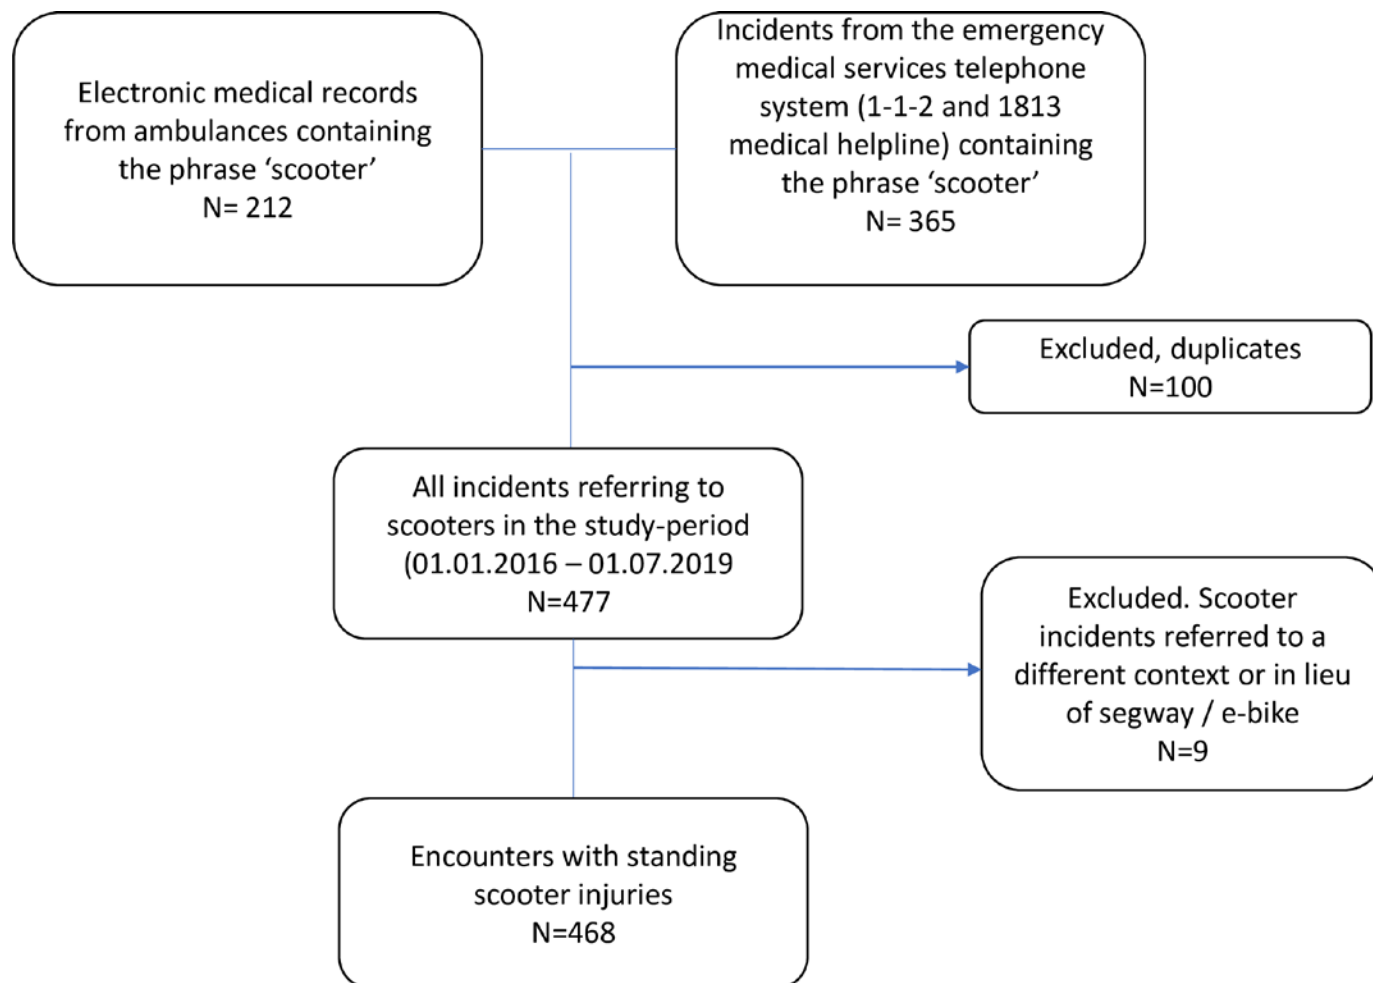 Electronic medical records
from ambulances containing
the phrase ‘scooter’
N= 212
Incidents from the emergency
medical services telephone
system (1-1-2 and 1813
medical helpline) containing
the phrase ‘scooter’
N= 365
Excluded, duplicates
N=100
All incidents referring to
scooters in the study-period
(01.01.2016 – 01.07.2019
N=477
Excluded. Scooter
incidents referred to a
different context or in lieu
of segway / e-bike
N=9
Encounters with standing
scooter injuries
N=468